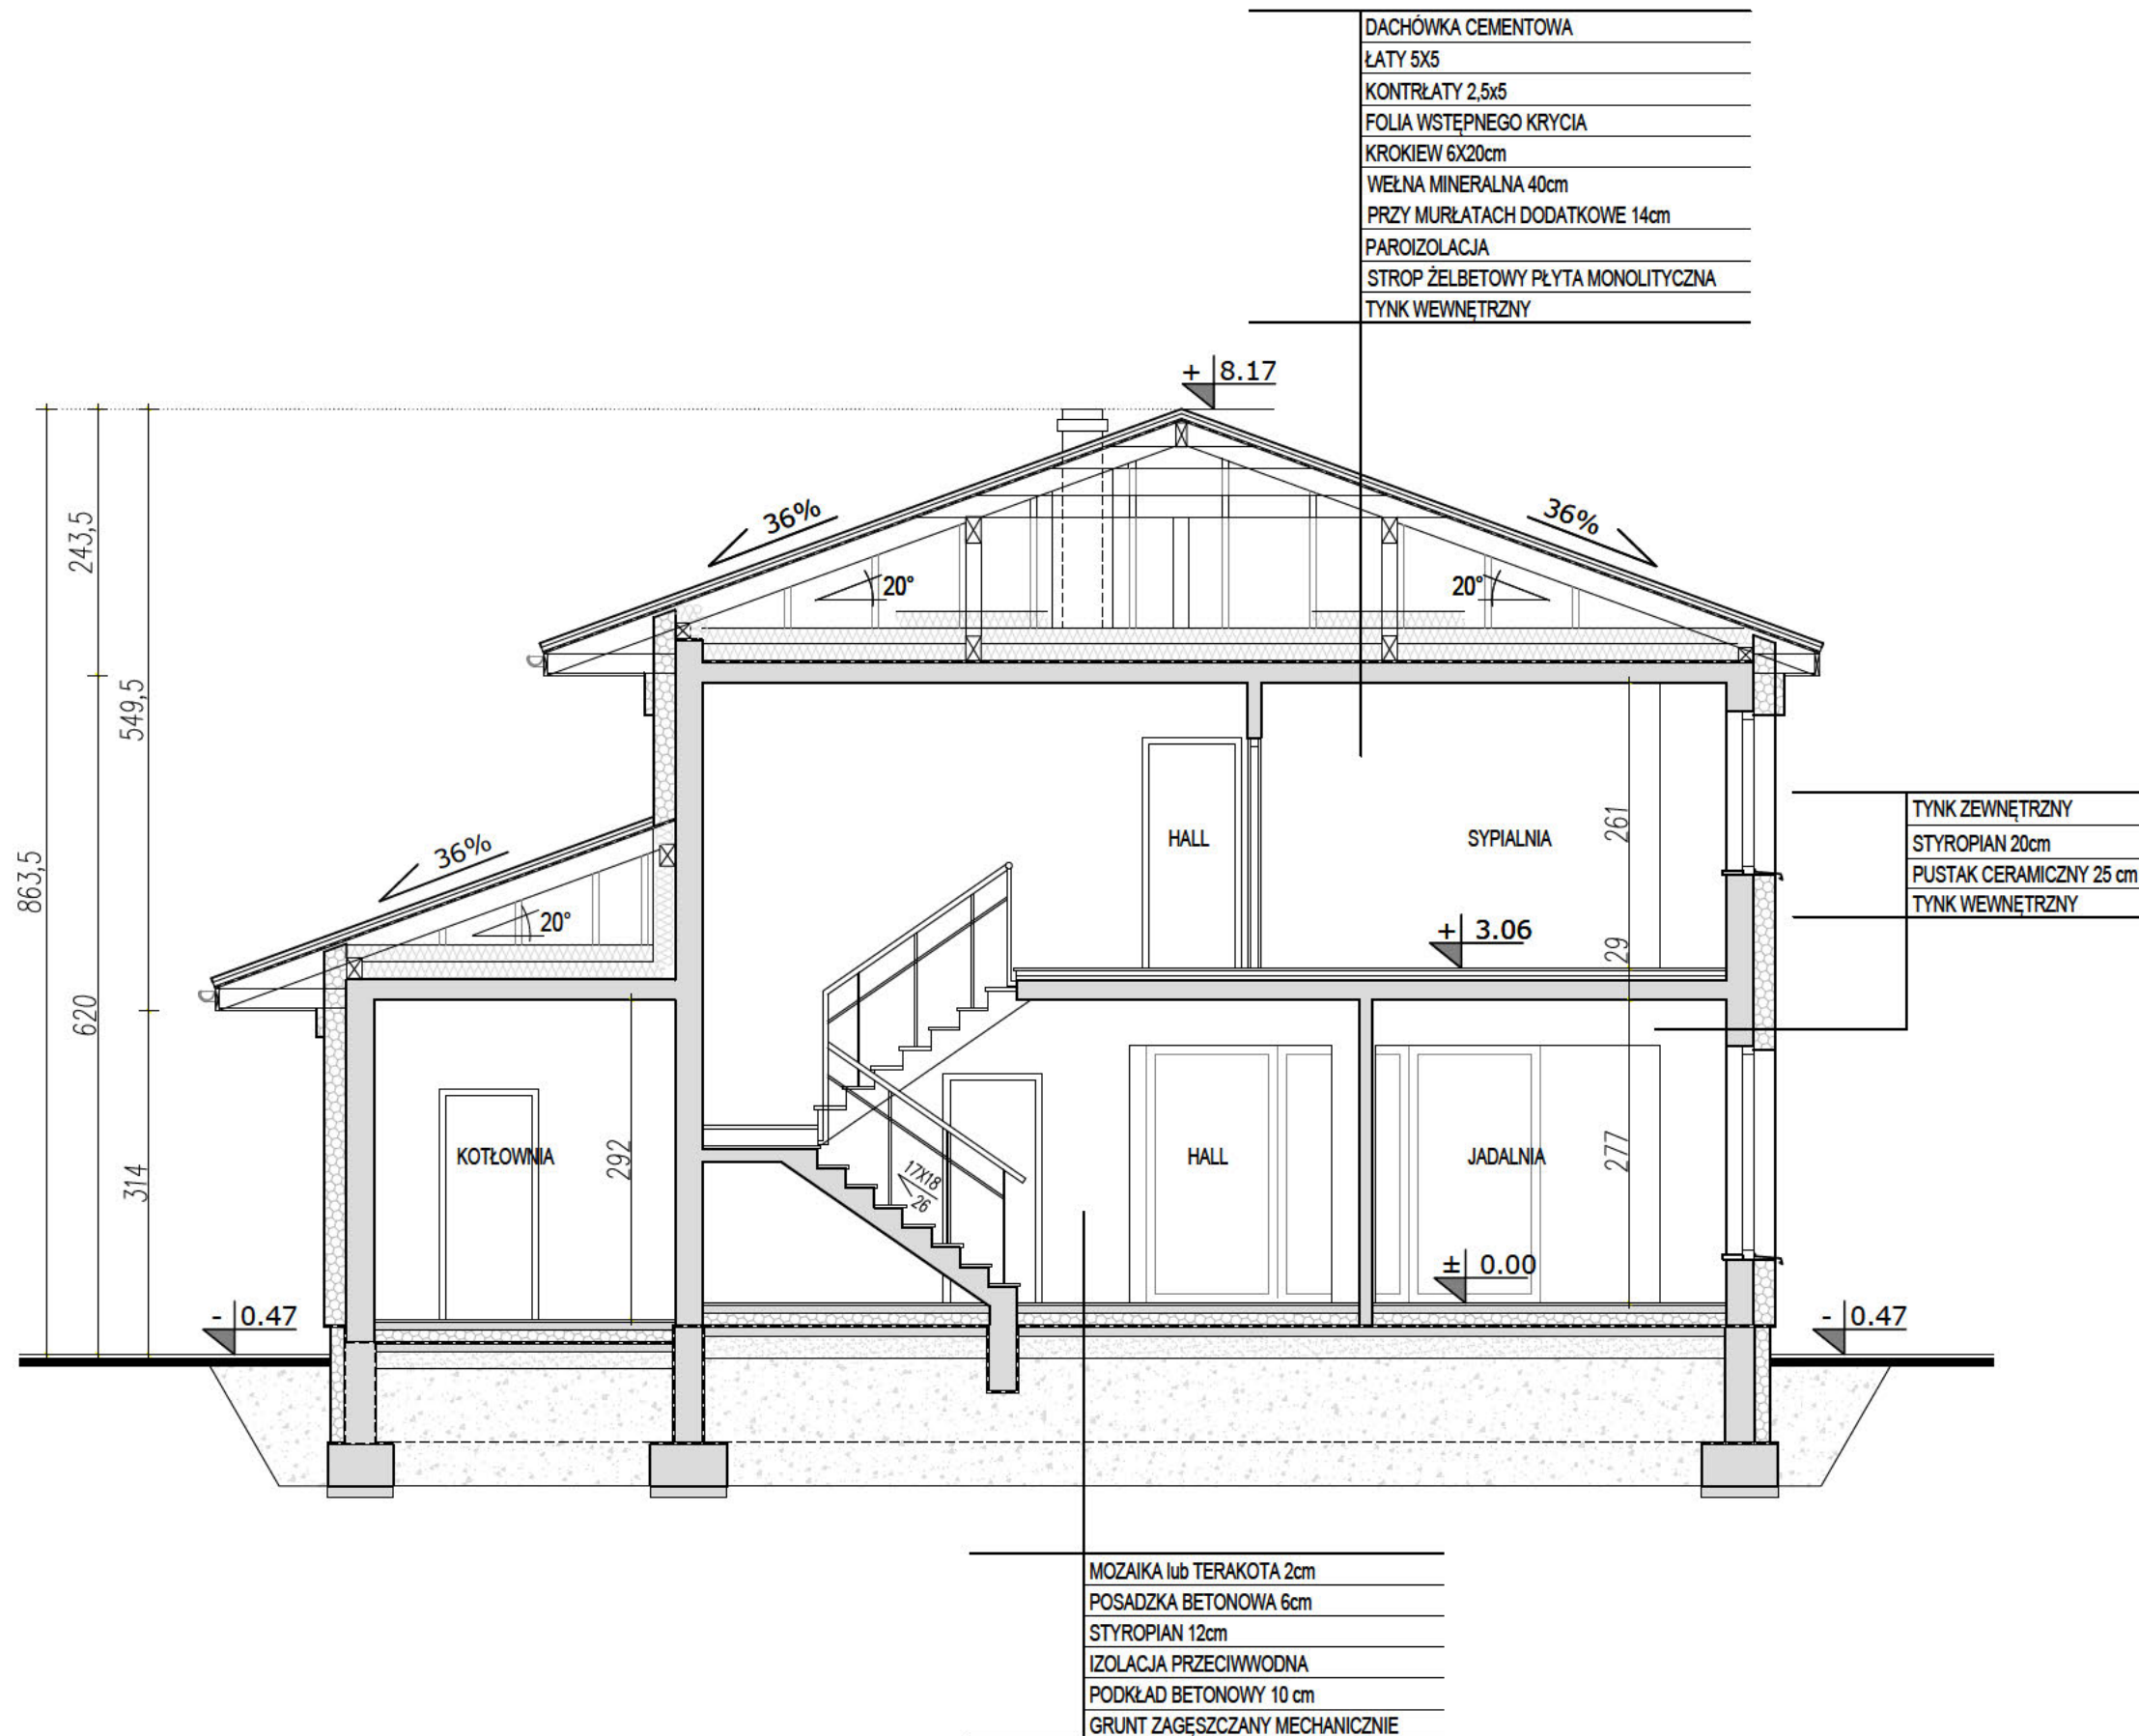 DACHÓWKA CEMENTOWA
ŁATY 5X5
KONTRŁATY 2,5x5
FOLIA WSTĘPNEGO KRYCIA
KROKIEW 6X20cm
WEŁNA MINERALNA 40cm
PRZY MURŁATACH DODATKOWE 14cm
PAROIZOLACJA
STROP ŻELBETOWY PŁYTA MONOLITYCZNA
TYNK WEWNĘTRZNY
+ 8.17
36%
36%
243,5
20°
20°
549,5
261
TYNK ZEWNĘTRZNY
STYROPIAN 20cm
PUSTAK CERAMICZNY 25 cm
TYNK WEWNĘTRZNY
HALL
SYPIALNIA
36%
863,5
20°
+ 3.06
29
620
KOTŁOWNIA
292
17X18
26
HALL
JADALNIA
277
314
± 0.00
- 0.47
- 0.47
MOZAIKA lub TERAKOTA 2cm
POSADZKA BETONOWA 6cm
STYROPIAN 12cm
IZOLACJA PRZECIWWODNA
PODKŁAD BETONOWY 10 cm
GRUNT ZAGĘSZCZANY MECHANICZNIE